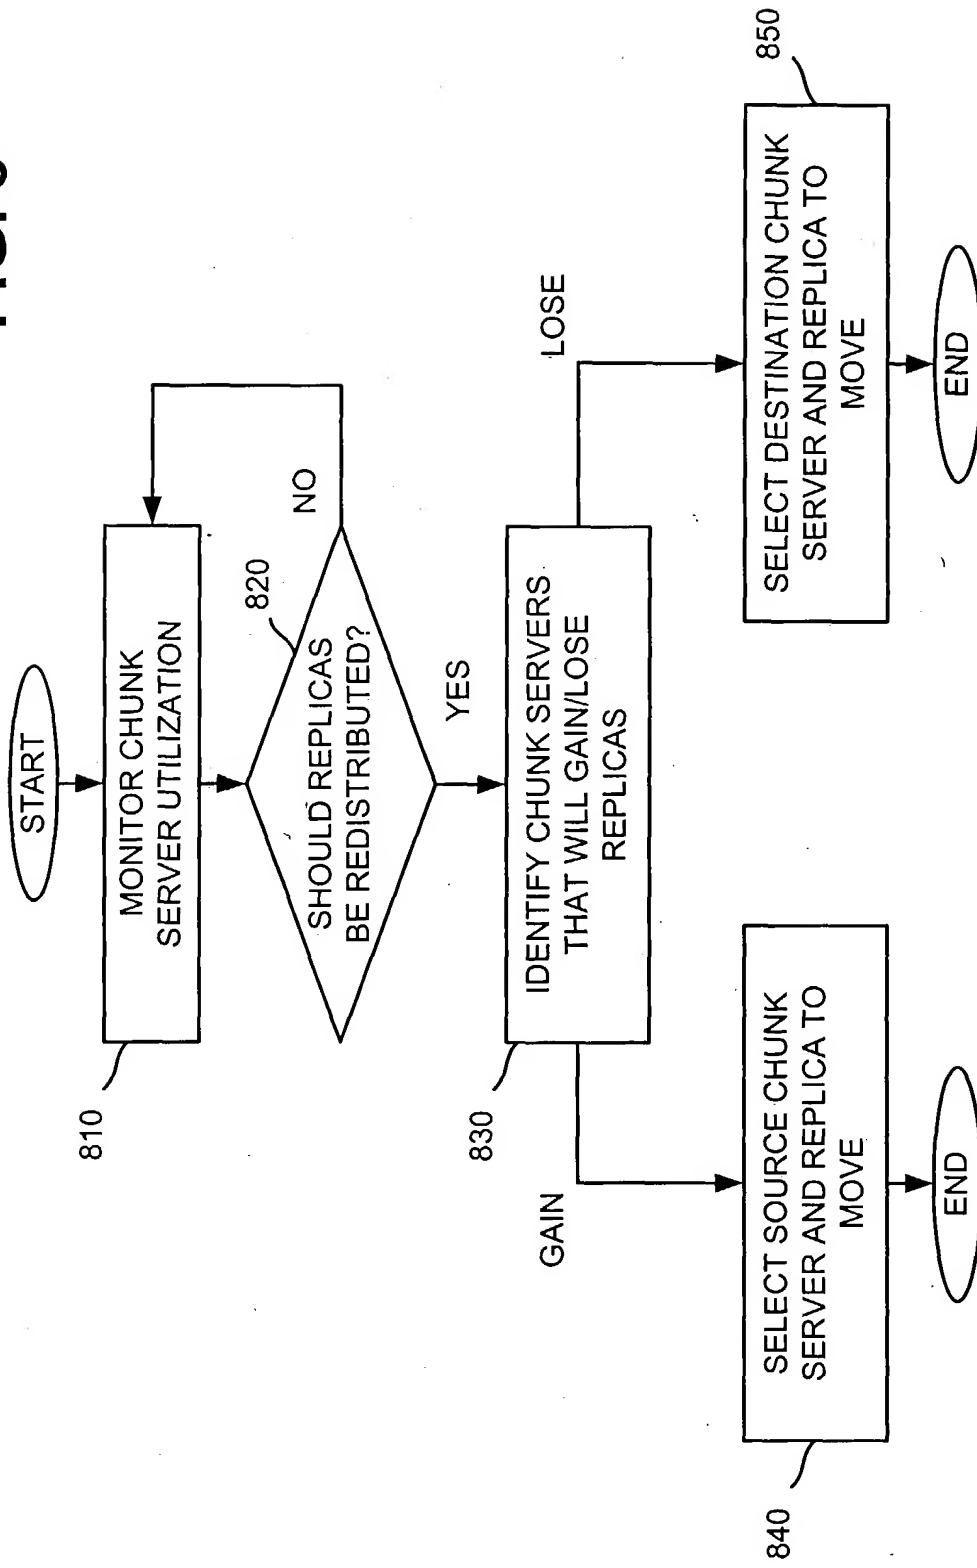 START
810
MONITOR CHUNK
SERVER UTILIZATION
820
SHOULD REPLICAS
BE REDISTRIBUTED?
NO
YES
830
IDENTIFY CHUNK SERVERS
THAT WILL GAIN/LOSE
REPLICAS
GAIN
LOSE
840
SELECT SOURCE CHUNK
SERVER AND REPLICA TO
MOVE
850
SELECT DESTINATION CHUNK
SERVER AND REPLICA TO
MOVE
END
END